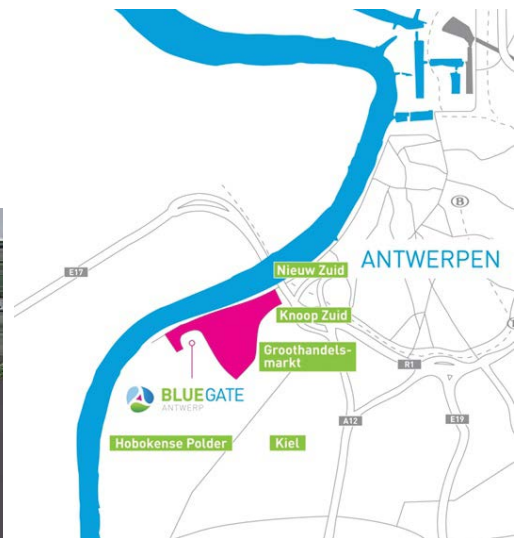 B
ANTWERPEN
Nieuw Zuid
E17
Knoop Zuid
Groothandels-
markt
R1
BLUEGATE
ANTWERP
A12
E19
Hobokense Polder
Kiel